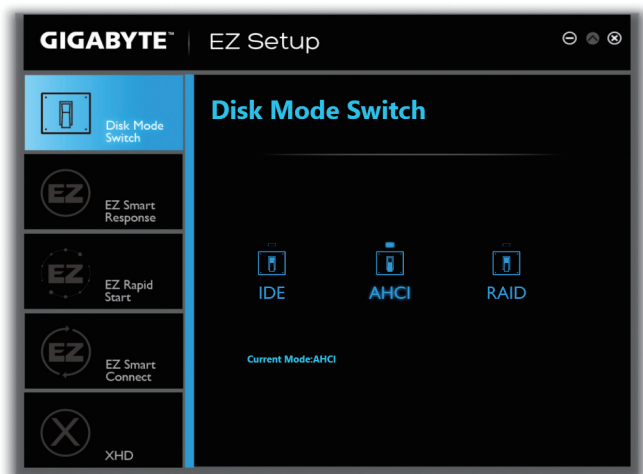 GIGABYTE™ EZ Setup
Disk Mode
Switch
Disk Mode Switch
EZ
EZ Smart
Response
EZ
EZ Rapid
Start
IDE AHCI RAID
EZ
EZ Smart
Connect
Current Mode:AHCI
X
XHD